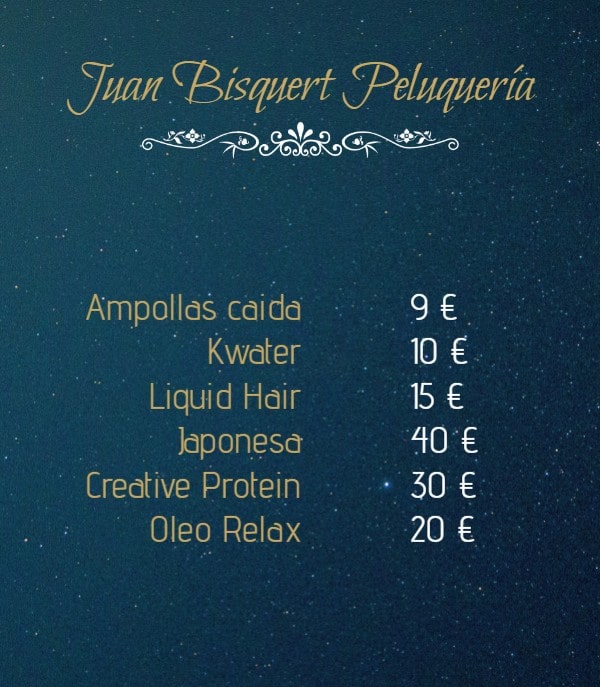 Juan Bisquert Peluquería
Ampollas caida 9 €
Kwater 10 €
Liquid Hair 15 €
Japonesa 40 €
Creative Protein 30 €
Oleo Relax 20 €